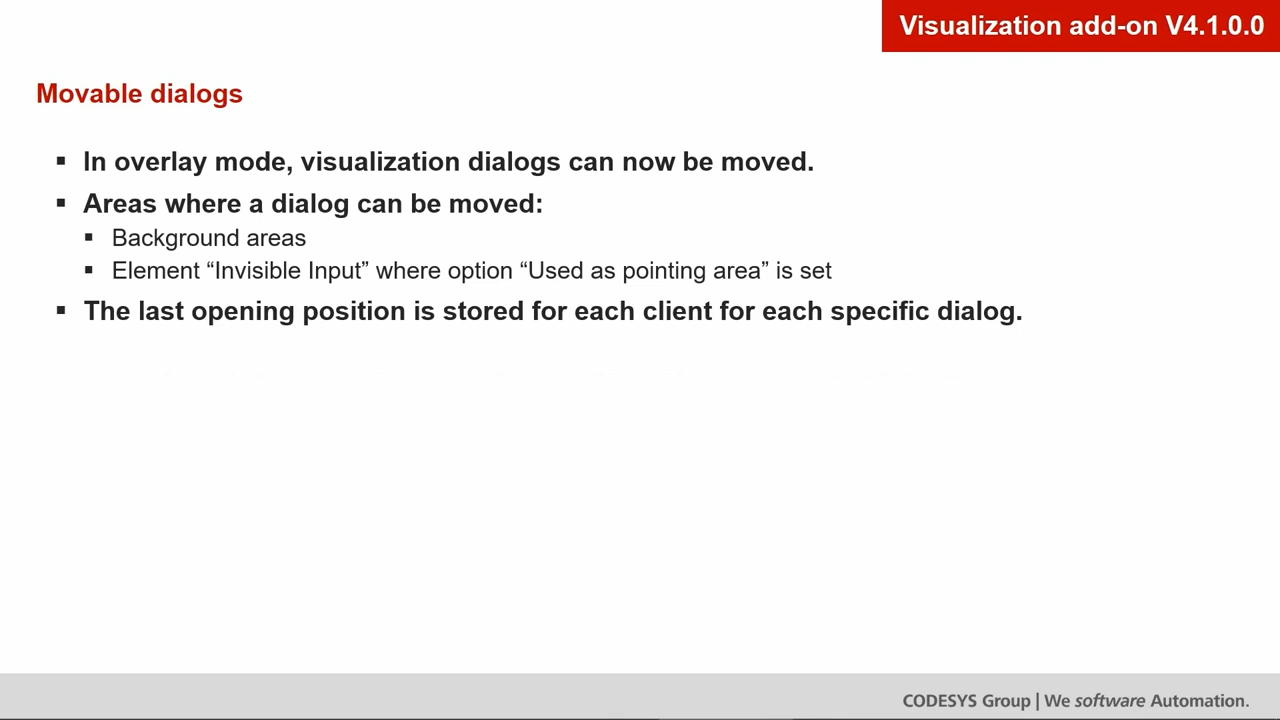 Visualization add-on V4.1.0.0
Movable dialogs
▪ In overlay mode, visualization dialogs can now be moved.
▪ Areas where a dialog can be moved:
▪ Background areas
▪ Element “Invisible Input” where option “Used as pointing area” is set
▪ The last opening position is stored for each client for each specific dialog.
CODESYS Group | We software Automation.